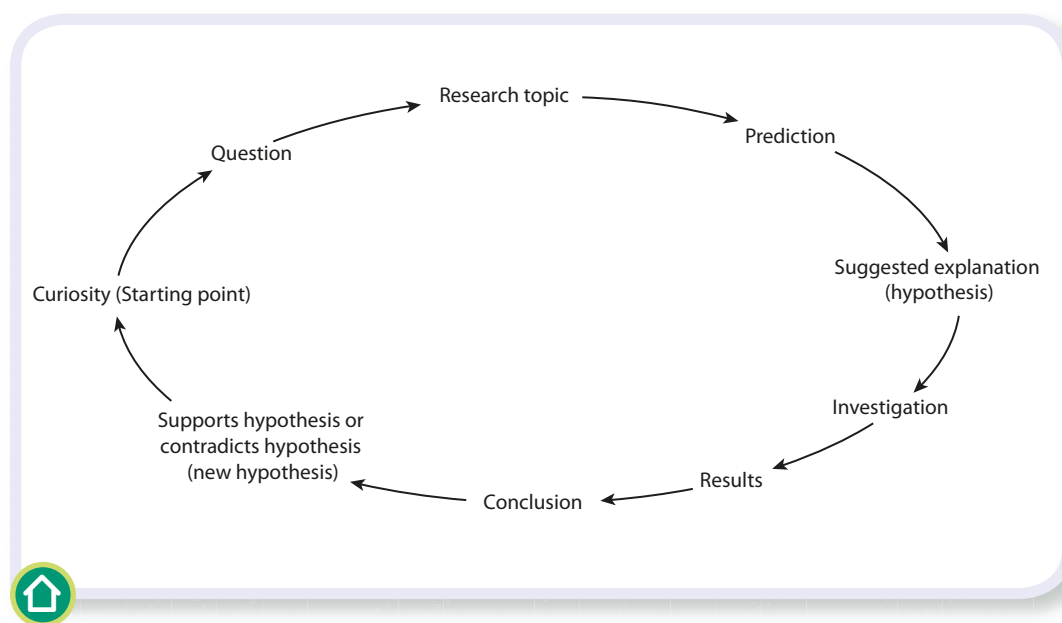 Research topic
Prediction
Question
Suggested explanation
(hypothesis)
Curiosity (Starting point)
Investigation
Supports hypothesis or
contradicts hypothesis
(new hypothesis)
Results
Conclusion